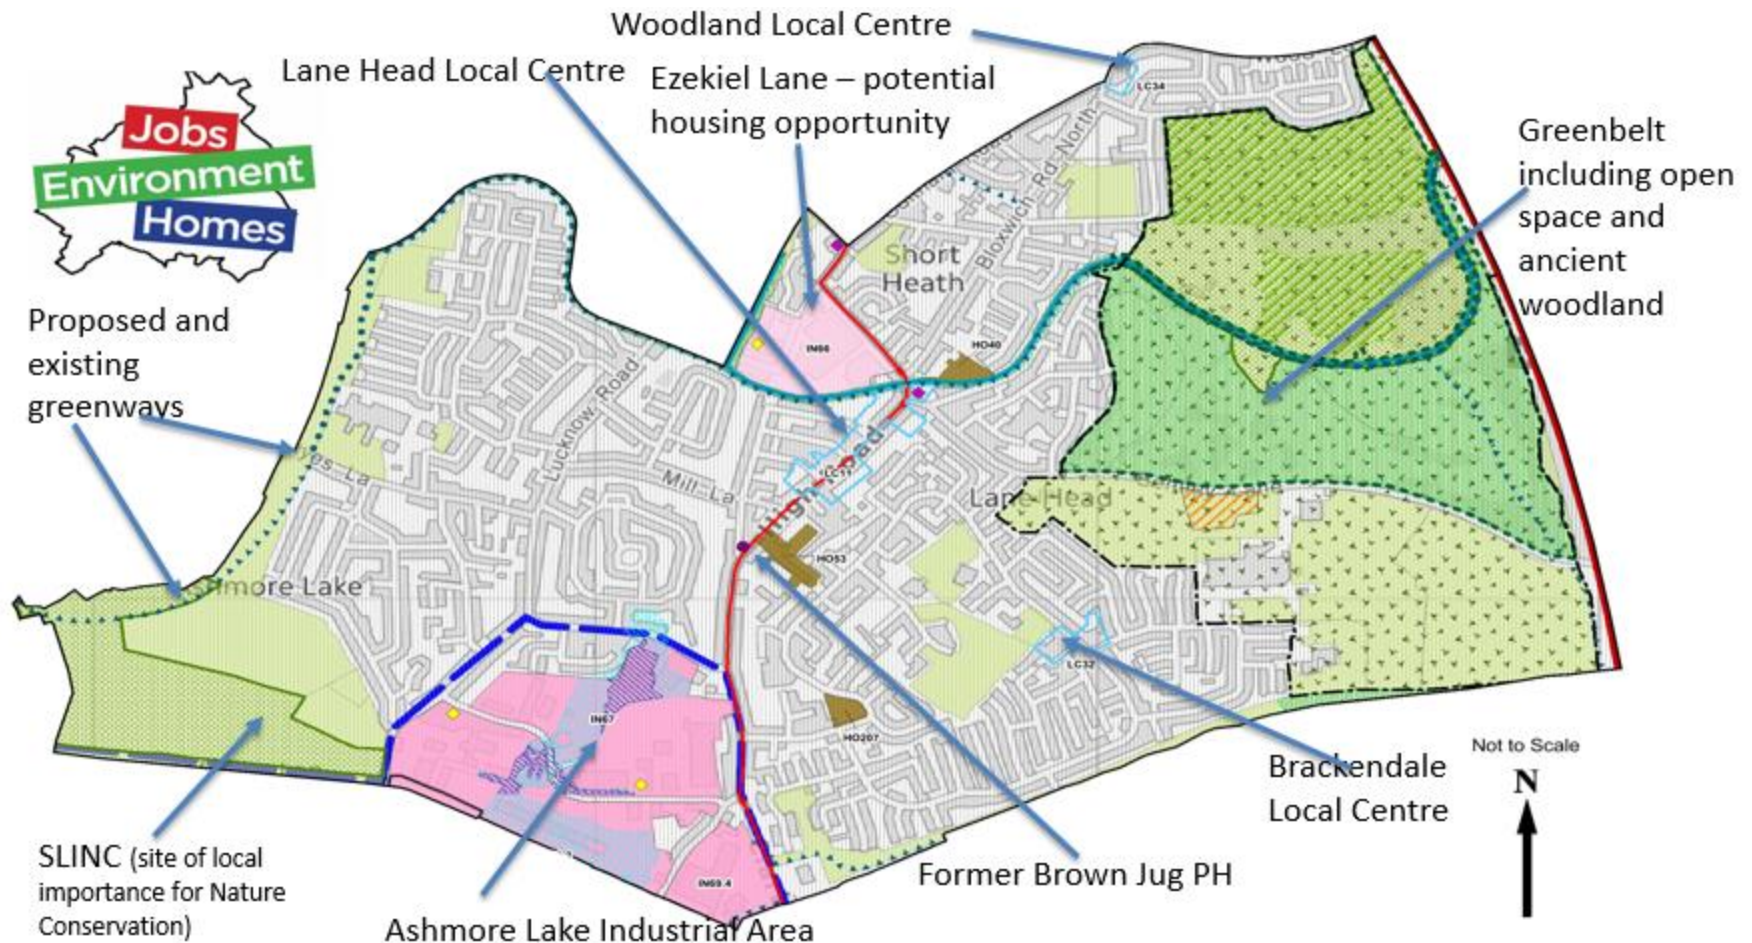 Woodland Local Centre
Lane Head Local Centre
Ezekiel Lane – potential
housing opportunity
Jobs
Environment
Homes
Greenbelt
including open
space and
ancient
woodland
Proposed and
existing
greenways
LC34
Bloxwich Rd North
Short
Heath
IN66
HO40
Lucknow Road
Mill La
LC11
High Road
Lane Head
HO53
LC32
IN67
HO207
IN69.4
Not to Scale
N
Brackendale
Local Centre
SLINC (site of local
importance for Nature
Conservation)
Former Brown Jug PH
Ashmore Lake Industrial Area